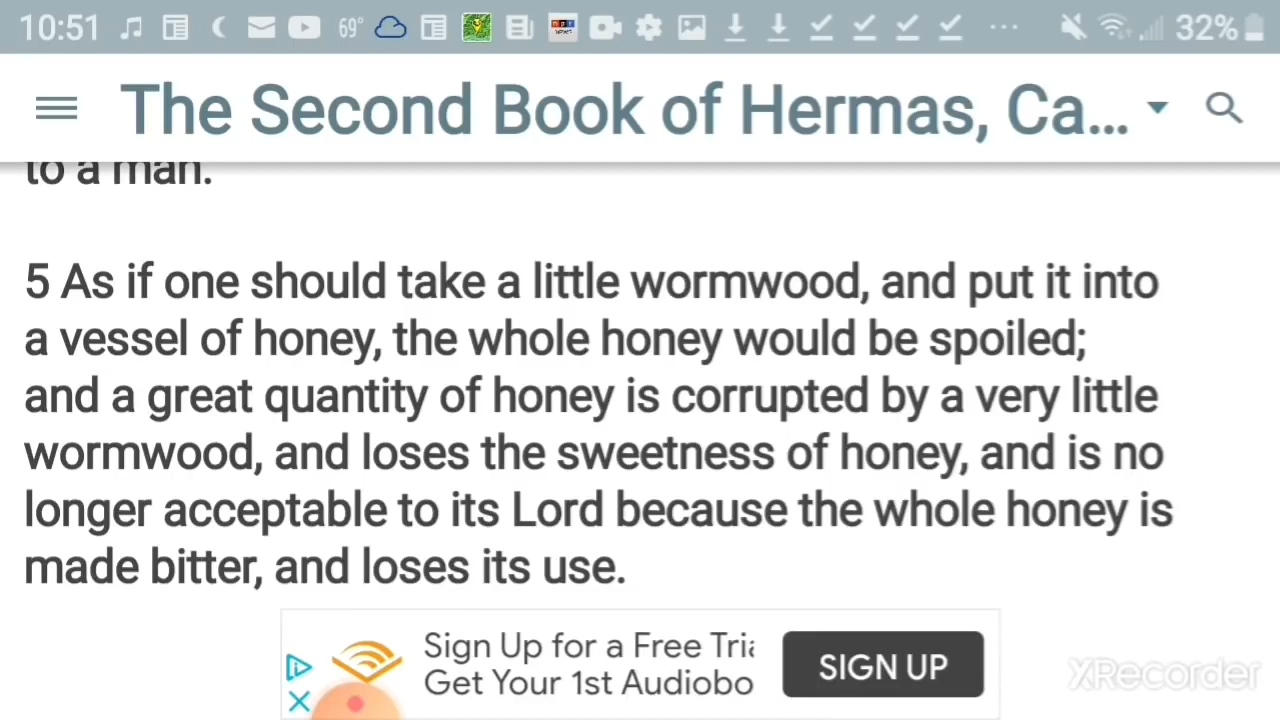 10:51 69° 32%
The Second Book of Hermas, Ca...
to a man.
5 As if one should take a little wormwood, and put it into
a vessel of honey, the whole honey would be spoiled;
and a great quantity of honey is corrupted by a very little
wormwood, and loses the sweetness of honey, and is no
longer acceptable to its Lord because the whole honey is
made bitter, and loses its use.
Sign Up for a Free Tria
Get Your 1st Audiobo
SIGN UP
XRecorder